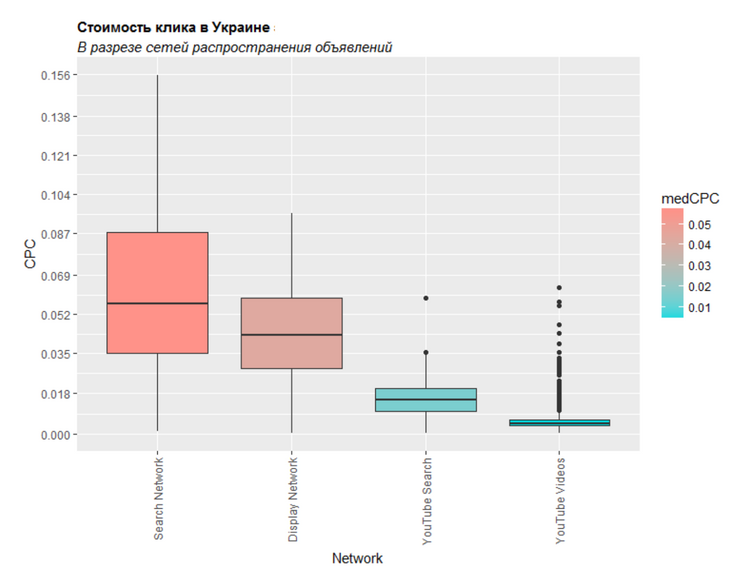 Стоимость клика в Украине
В разрезе сетей распространения объявлений
CPC
0.156
0.138
0.121
0.104
0.087
0.069
0.052
0.035
0.018
0.000
Search Network
Display Network
YouTube Search
YouTube Videos
Network
medCPC
0.05
0.04
0.03
0.02
0.01